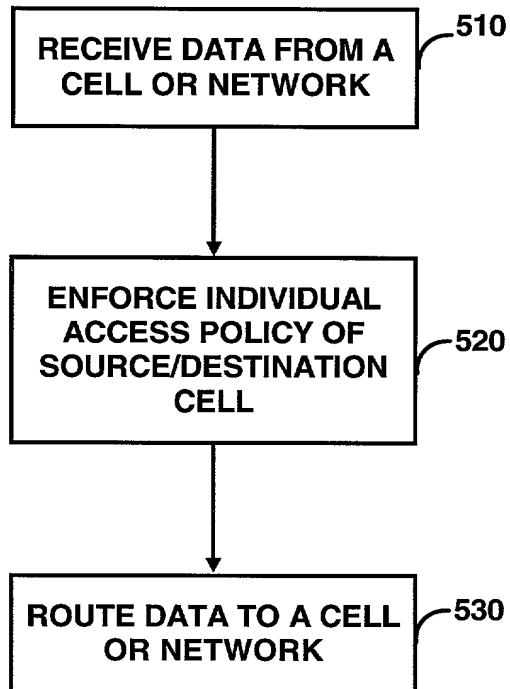 510
RECEIVE DATA FROM A
CELL OR NETWORK
ENFORCE INDIVIDUAL
ACCESS POLICY OF
SOURCE/DESTINATION
CELL
520
ROUTE DATA TO A CELL
OR NETWORK
530